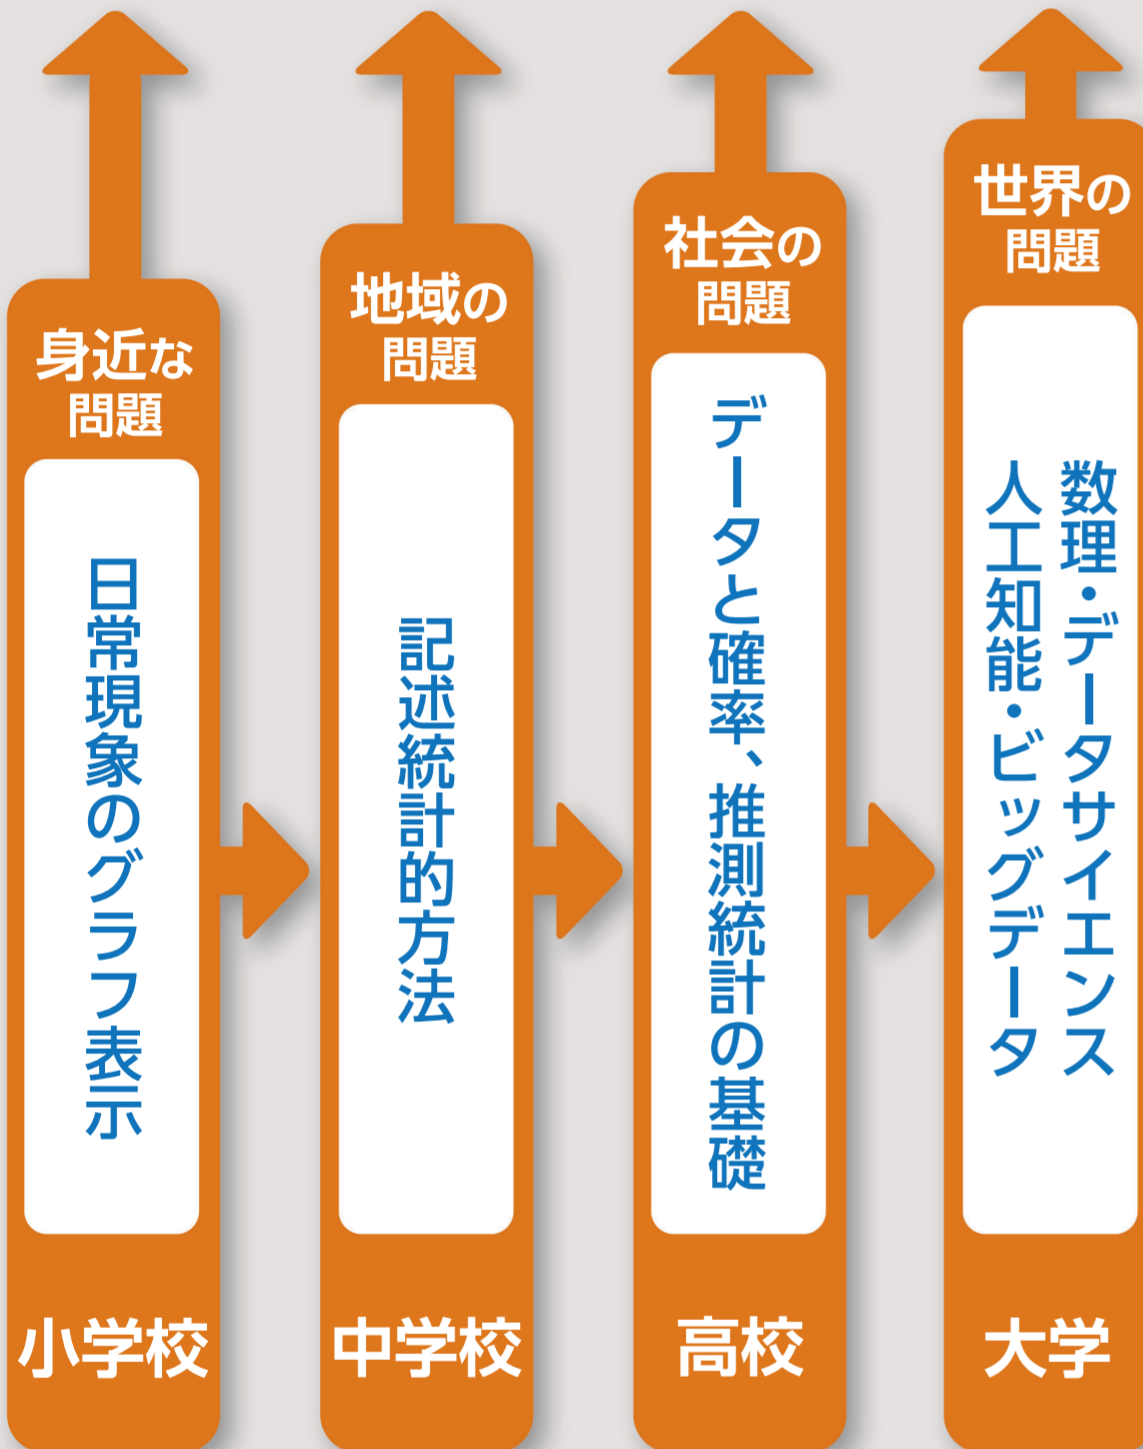 身近な
問題
日常現象のグラフ表示
小学校
地域の
問題
記述統計的方法
中学校
社会の
問題
データと確率、推測統計の基礎
高校
世界の
問題
数理・データサイエンス
人工知能・ビッグデータ
大学